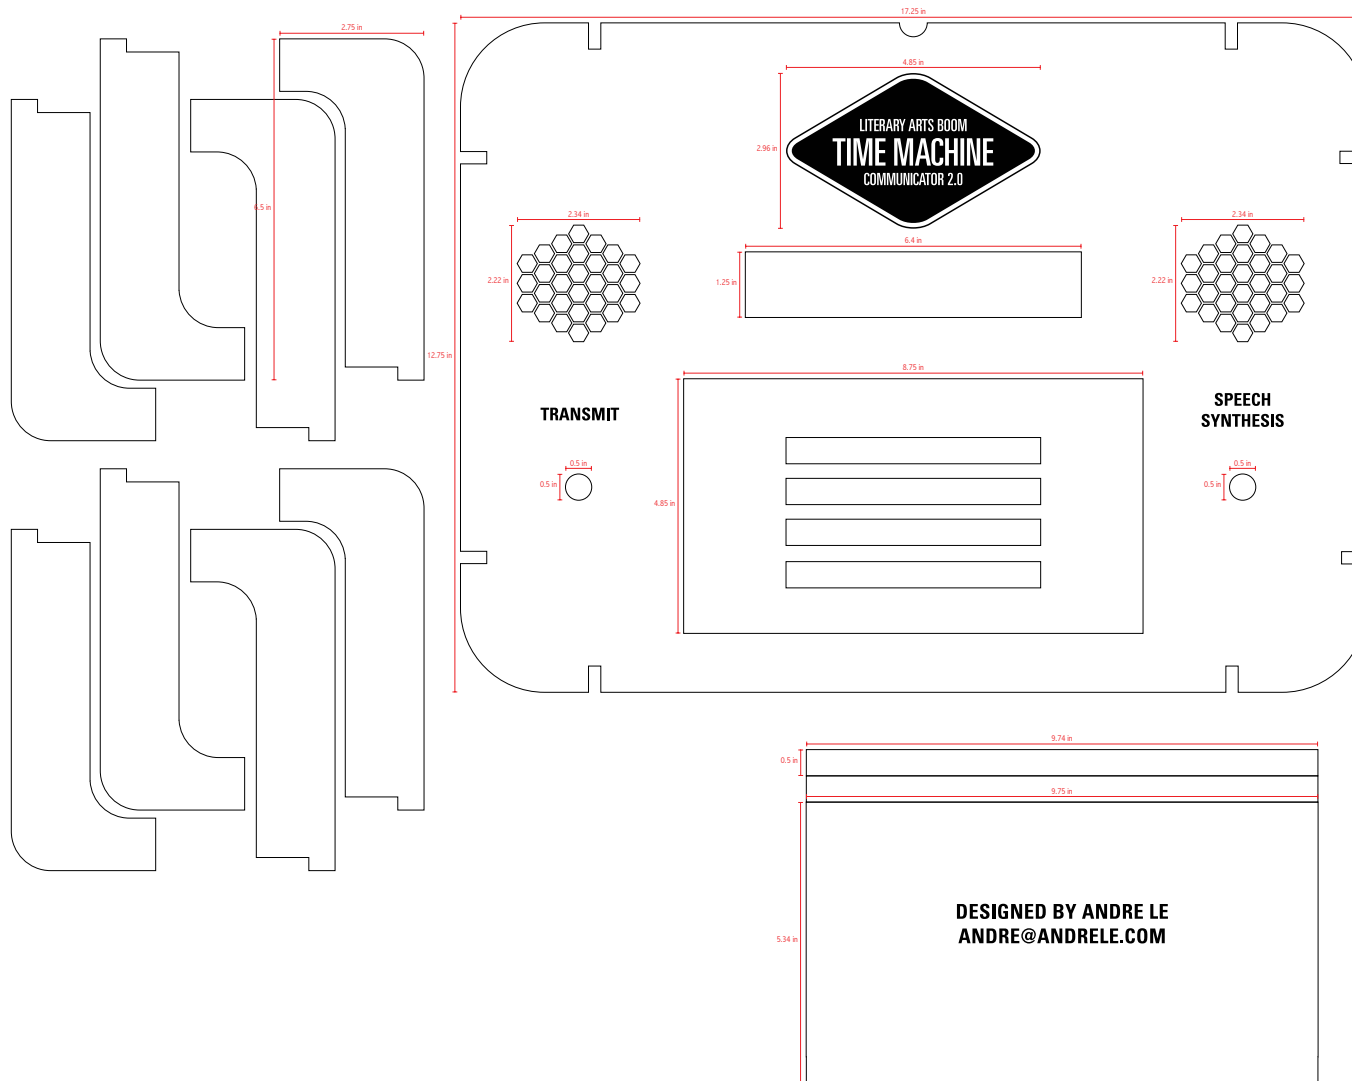 17.25 in
2.75 in
4.85 in
LITERARY ARTS BOOM
TIME MACHINE
COMMUNICATOR 2.0
2.96 in
6.5 in
2.34 in
2.34 in
6.4 in
2.22 in
1.25 in
2.22 in
12.75 in
8.75 in
TRANSMIT
SPEECH
SYNTHESIS
0.5 in
0.5 in
0.5 in
0.5 in
4.85 in
9.74 in
0.5 in
9.75 in
DESIGNED BY ANDRE LE
ANDRE@ANDRELE.COM
5.34 in